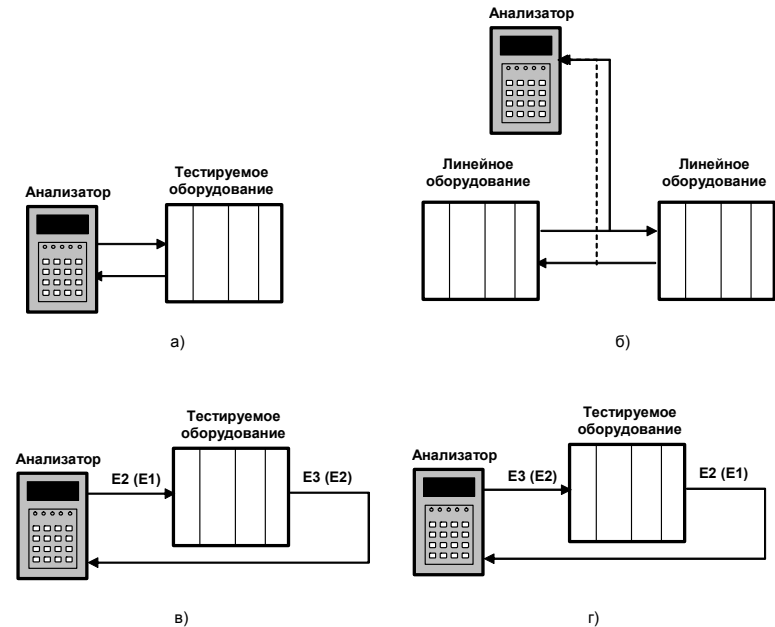 Анализатор
Тестируемое
оборудование
Анализатор
Линейное
оборудование
Линейное
оборудование
а)
б)
Тестируемое
оборудование
Анализатор
E2 (E1)
E3 (E2)
Тестируемое
оборудование
Анализатор
E3 (E2)
E2 (E1)
в)
г)